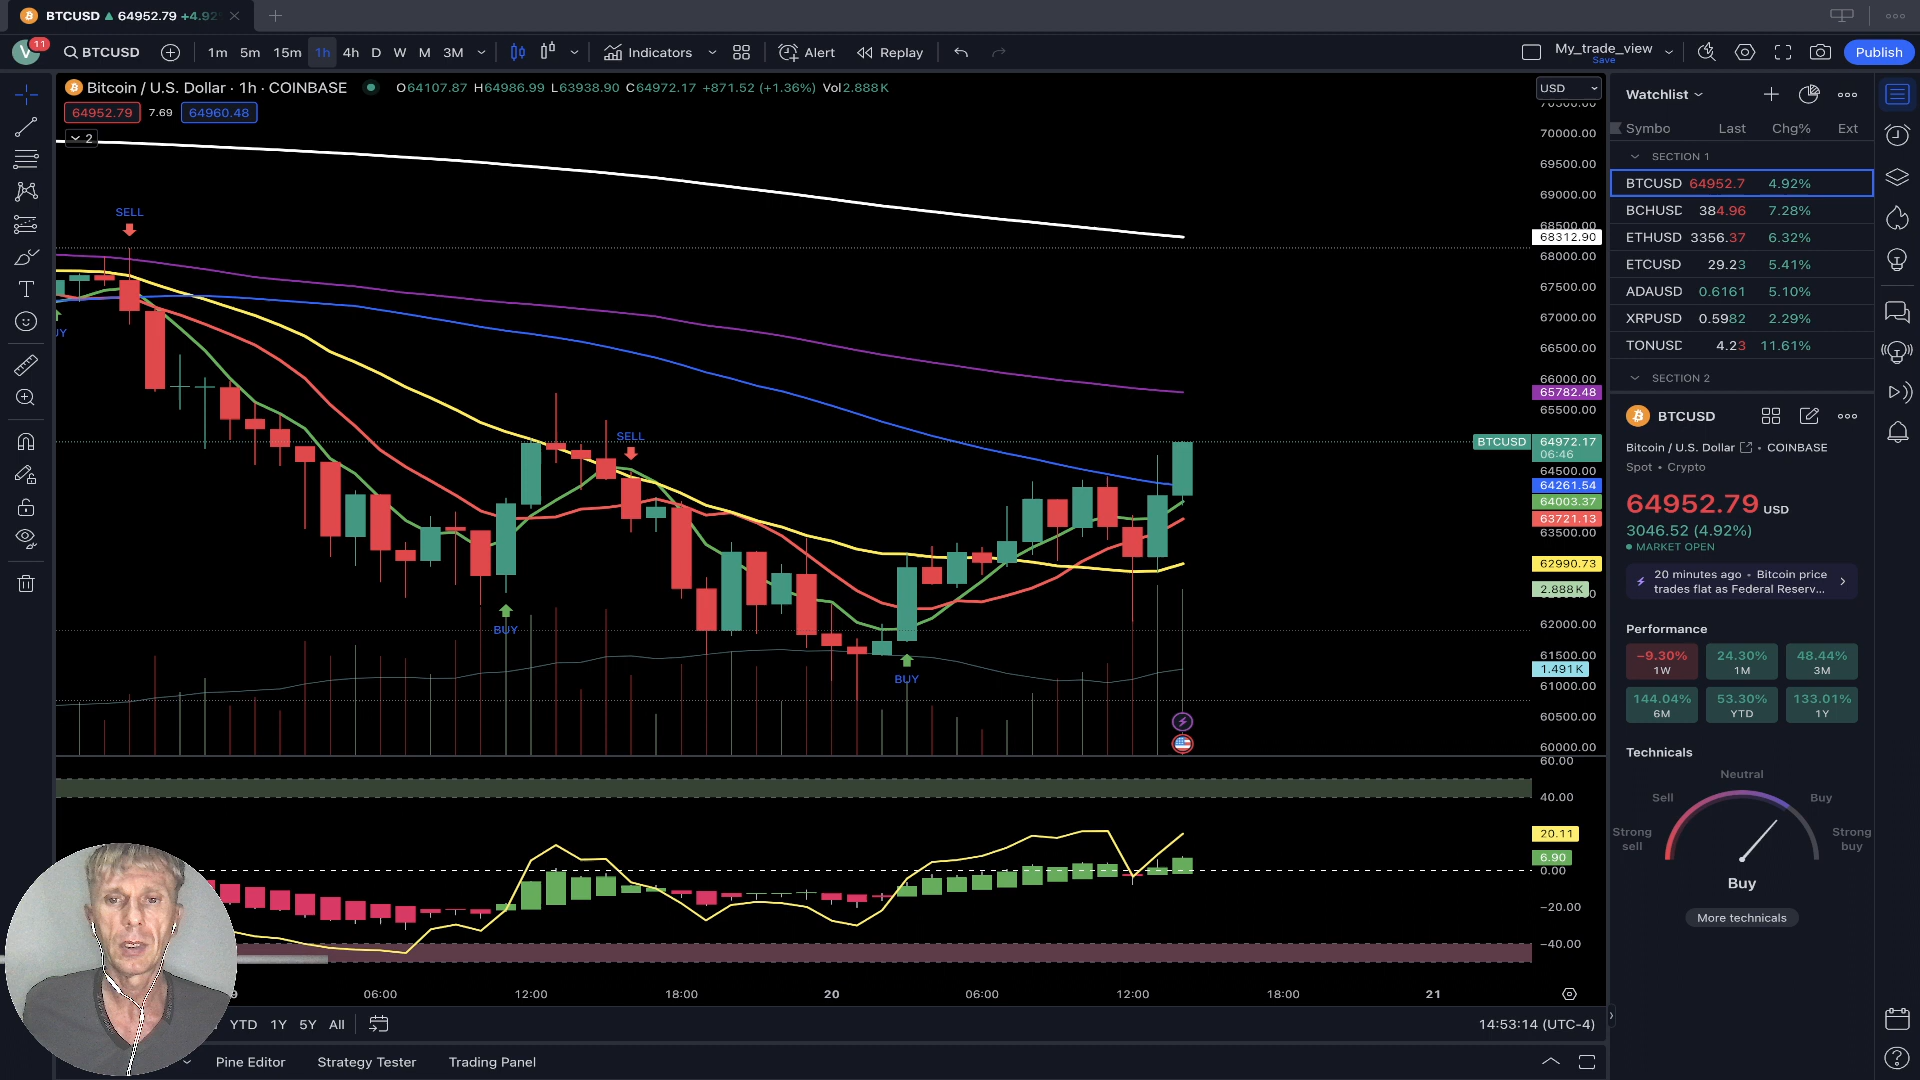 BTCUSD ▲ 64952.79 +4.92
V 11 BTCUSD 1m 5m 15m 1h 4h D W M 3M Indicators Alert Replay My_trade_view Save Publish
Bitcoin / U.S. Dollar · 1h · COINBASE O64107.87 H64986.99 L63938.90 C64972.17 +871.52 (+1.36%) Vol2.888K
64952.79 7.69 64960.48
2
USD
70000.00
69500.00
69000.00
68500.00
68312.90
68000.00
67500.00
67000.00
66500.00
66000.00
65782.48
65500.00
BTCUSD 64972.17
06:46
64500.00
64261.54
64003.37
63721.13
63500.00
62990.73
2.888K
62000.00
61500.00
1.491K
61000.00
60500.00
60000.00
SELL
SELL
BUY
BUY
60.00
40.00
20.11
6.90
0.00
−20.00
−40.00
06:00 12:00 18:00 20 06:00 12:00 18:00 21
YTD 1Y 5Y All
14:53:14 (UTC-4)
Pine Editor Strategy Tester Trading Panel
Watchlist
Symbo Last Chg% Ext
SECTION 1
BTCUSD 64952.7 4.92%
BCHUSD 384.96 7.28%
ETHUSD 3356.37 6.32%
ETCUSD 29.23 5.41%
ADAUSD 0.6161 5.10%
XRPUSD 0.5982 2.29%
TONUSD 4.23 11.61%
SECTION 2
BTCUSD
Bitcoin / U.S. Dollar • COINBASE
Spot • Crypto
64952.79 USD
3046.52 (4.92%)
MARKET OPEN
20 minutes ago • Bitcoin price
trades flat as Federal Reserv...
Performance
−9.30% 24.30% 48.44%
1W 1M 3M
144.04% 53.30% 133.01%
6M YTD 1Y
Technicals
Neutral
Sell Buy
Strong sell Strong buy
Buy
More technicals